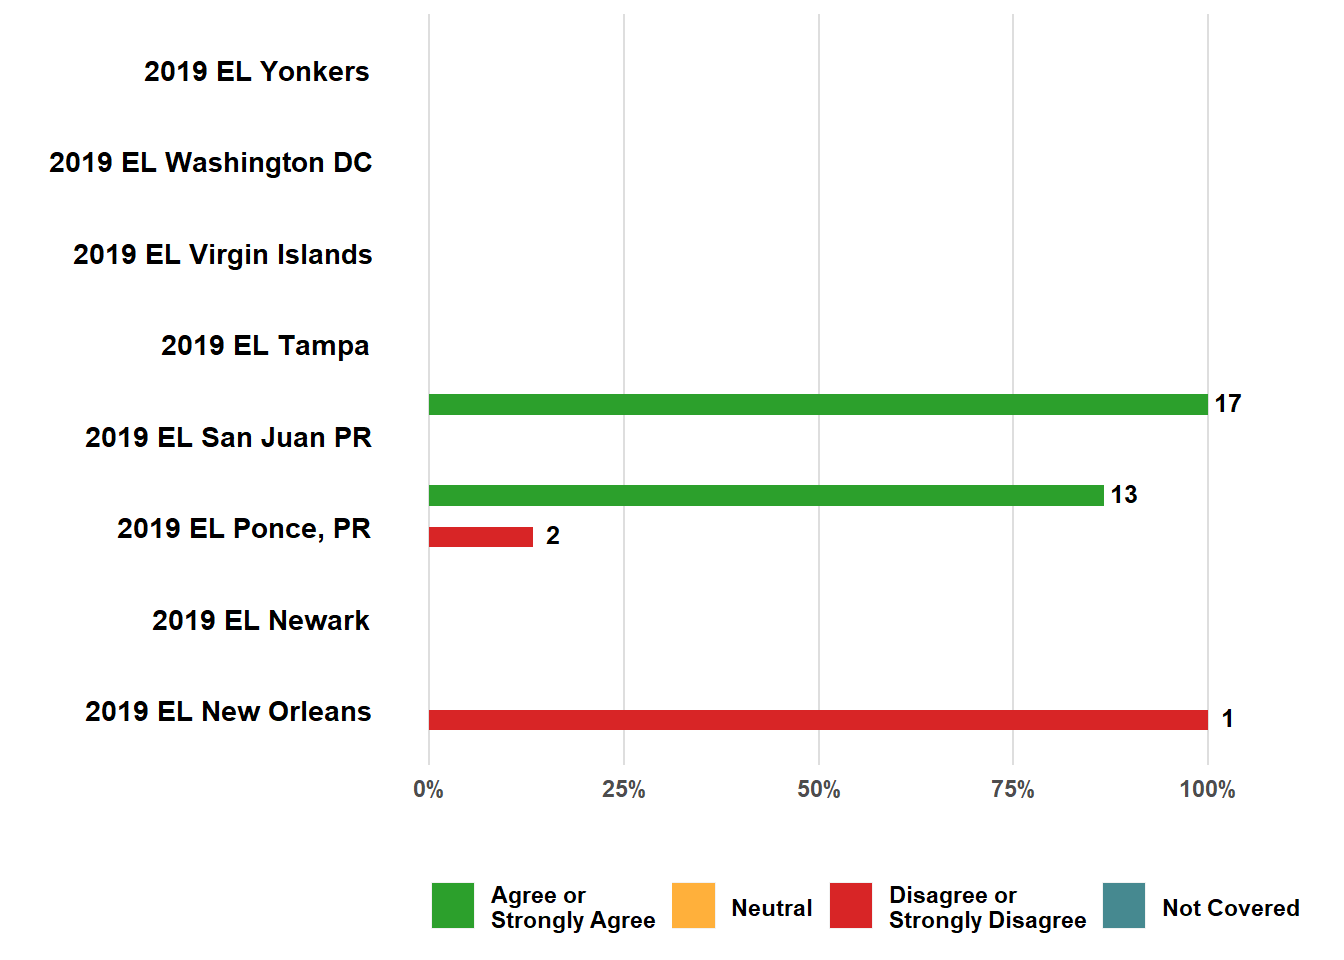 2019 EL Yonkers
2019 EL Washington DC
2019 EL Virgin Islands
2019 EL Tampa
17
2019 EL San Juan PR
13
2019 EL Ponce, PR
2
2019 EL Newark
2019 EL New Orleans
1
0% 25% 50% 75% 100%
Agree or
Strongly Agree
Neutral
Disagree or
Strongly Disagree
Not Covered